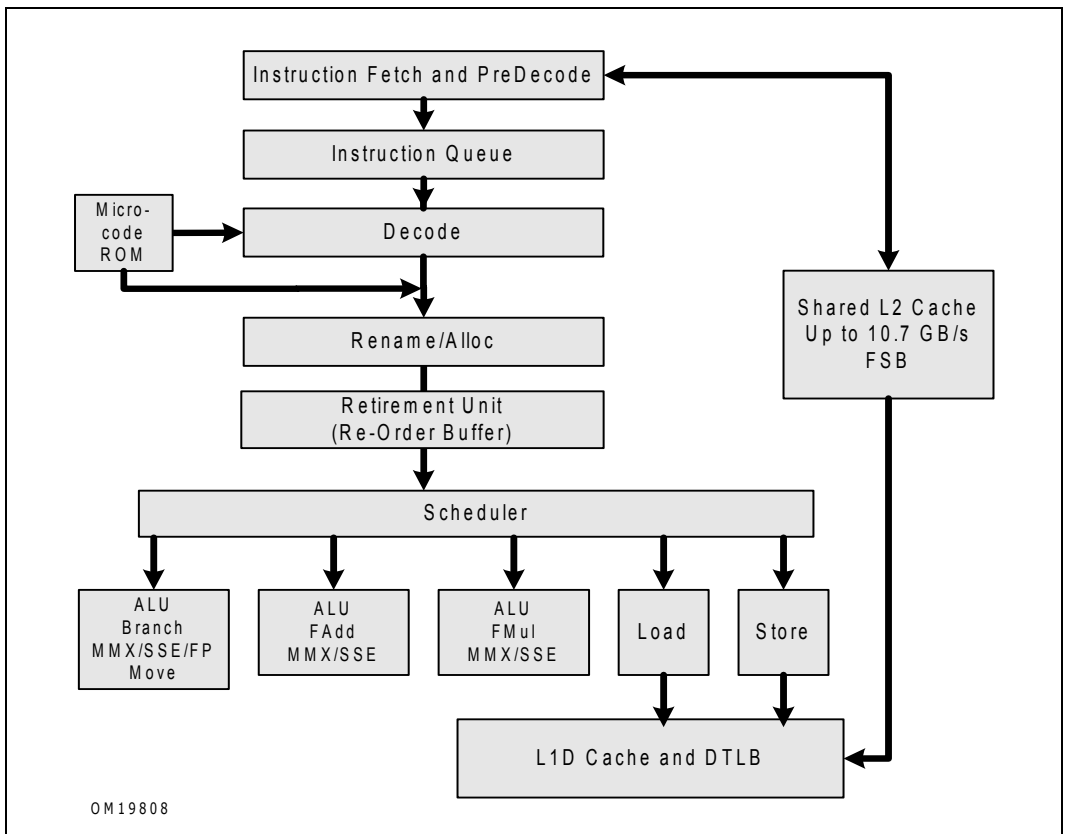 Instruction Fetch and PreDecode
Instruction Queue
Micro-
code
ROM
Decode
Shared L2 Cache
Up to 10.7 GB/s
FSB
Rename/Alloc
Retirement Unit
(Re-Order Buffer)
Scheduler
ALU
Branch
MMX/SSE/FP
Move
ALU
FAdd
MMX/SSE
ALU
FMul
MMX/SSE
Load
Store
L1D Cache and DTLB
OM19808